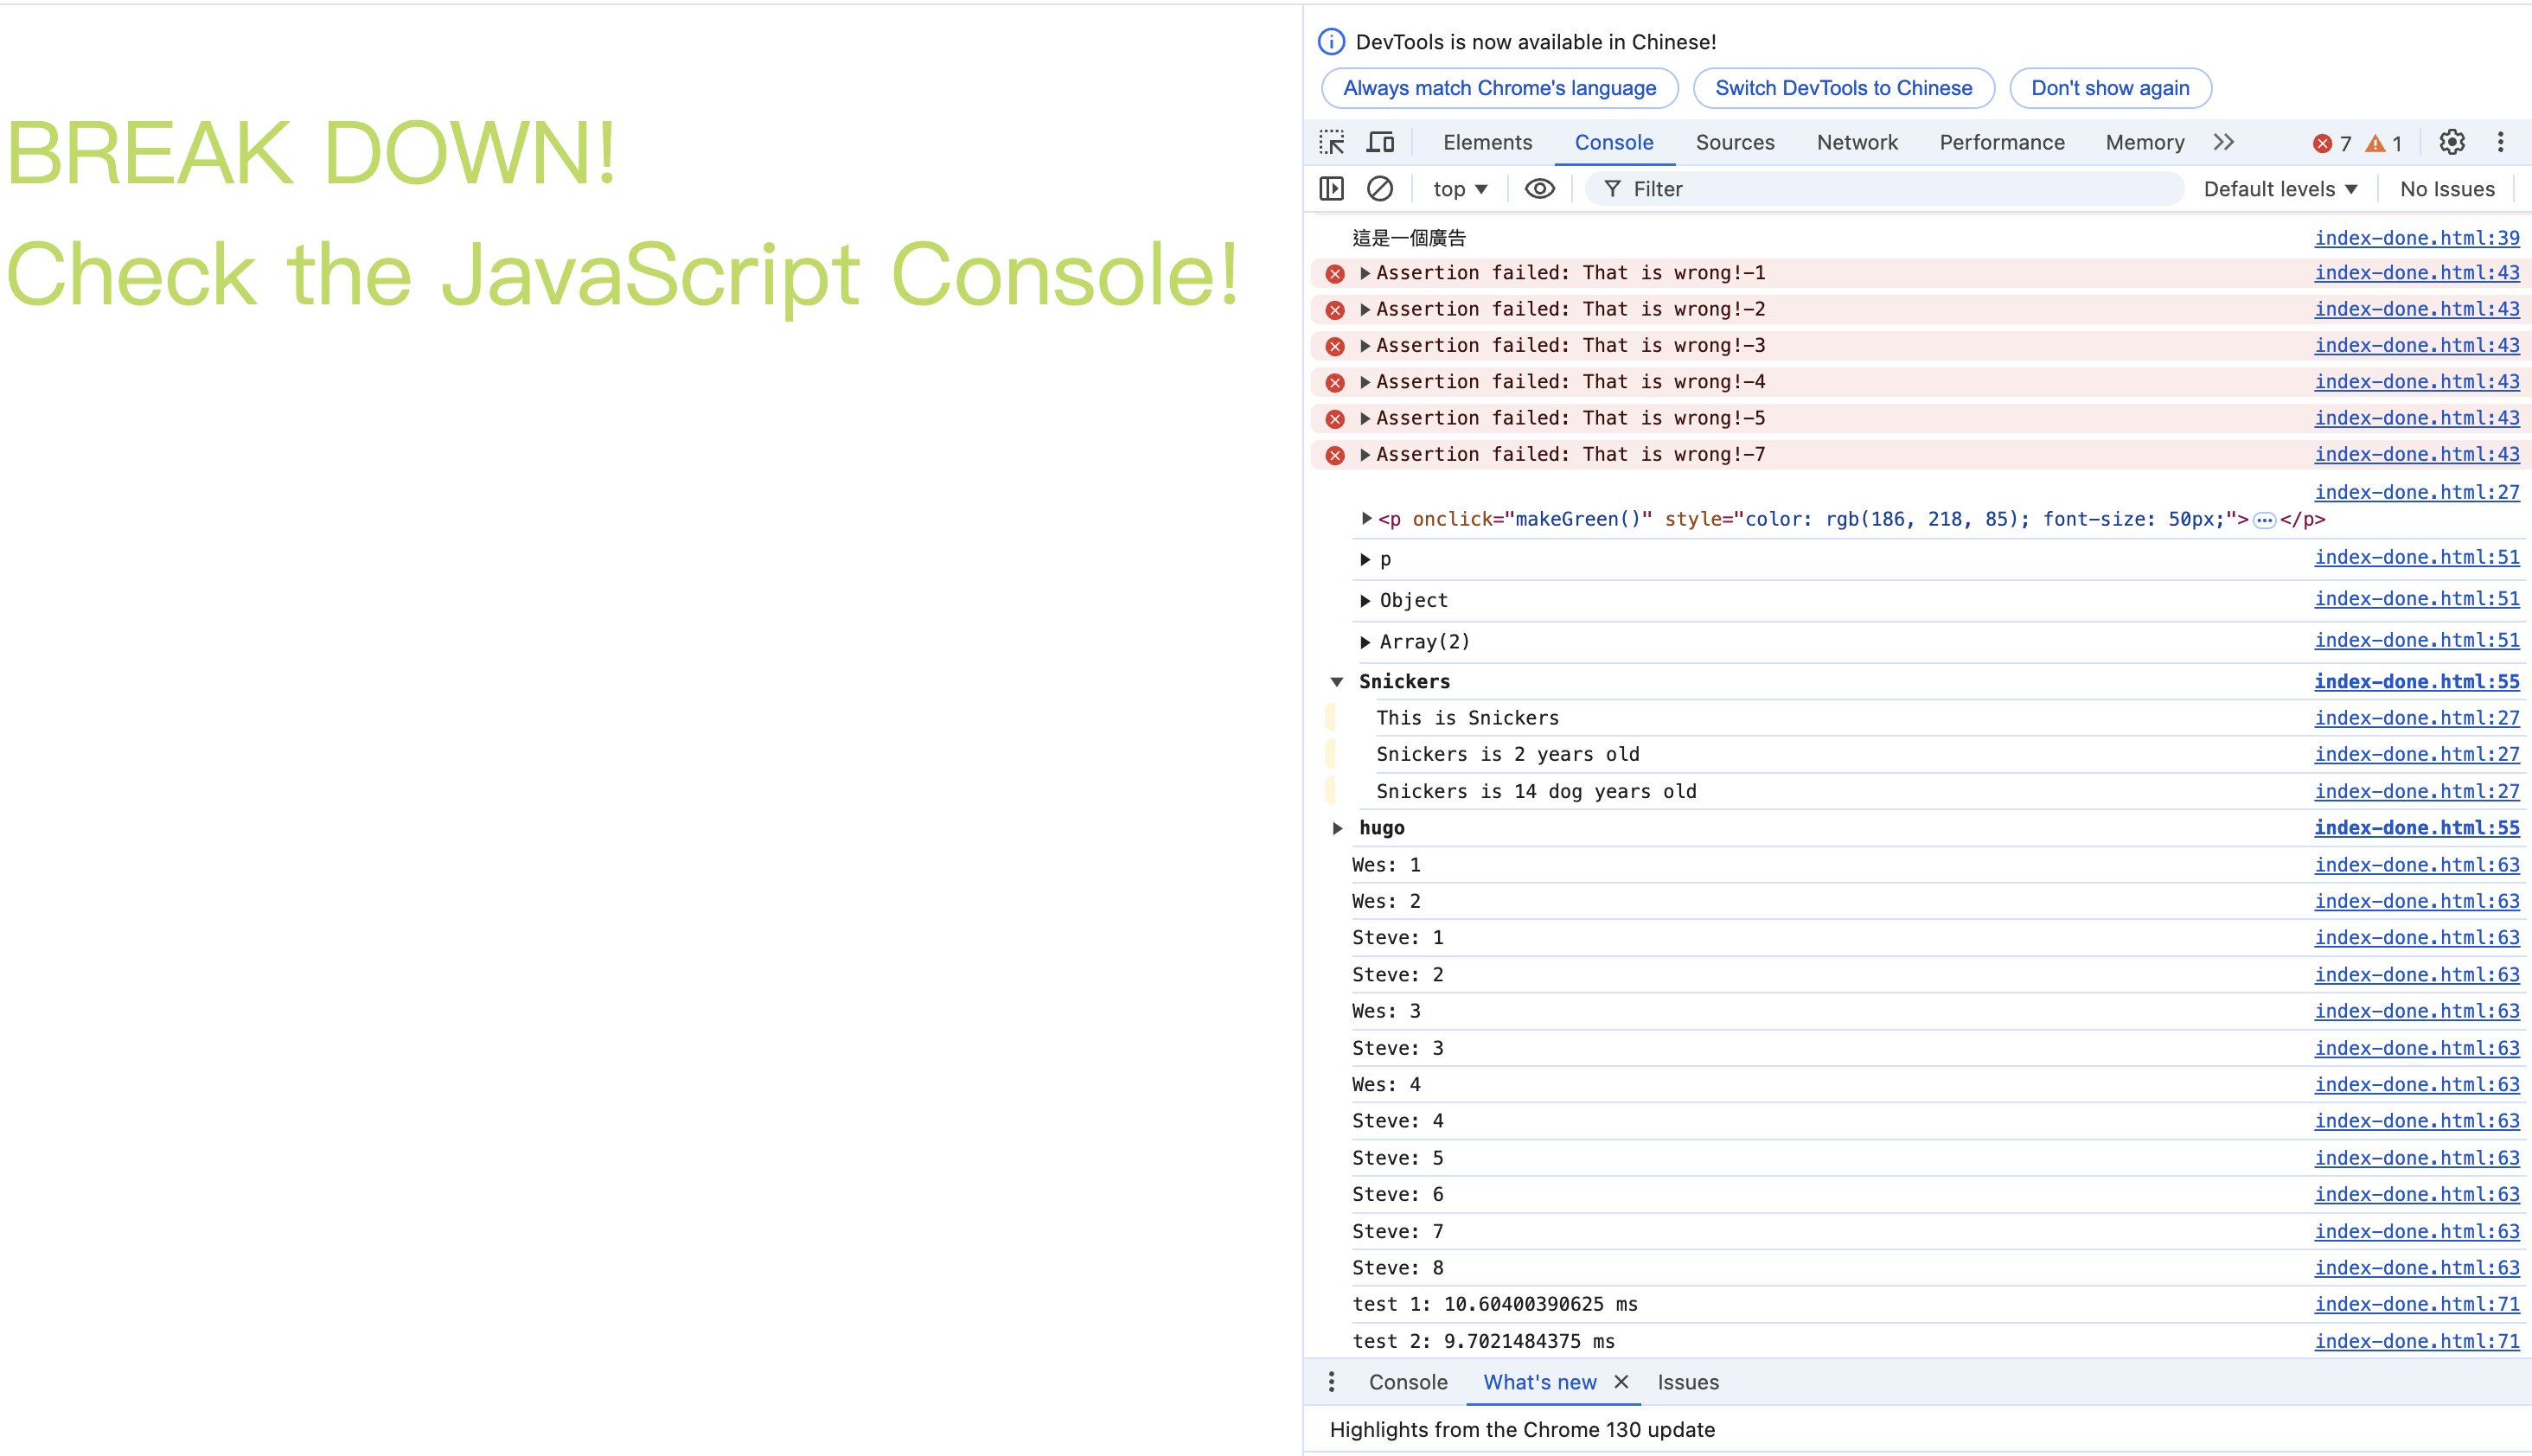 BREAK DOWN!
Check the JavaScript Console!
DevTools is now available in Chinese!
Always match Chrome's language Switch DevTools to Chinese Don't show again
Elements Console Sources Network Performance Memory 7 1
top Filter Default levels No Issues
這是一個廣告 index-done.html:39
Assertion failed: That is wrong!-1 index-done.html:43
Assertion failed: That is wrong!-2 index-done.html:43
Assertion failed: That is wrong!-3 index-done.html:43
Assertion failed: That is wrong!-4 index-done.html:43
Assertion failed: That is wrong!-5 index-done.html:43
Assertion failed: That is wrong!-7 index-done.html:43
index-done.html:27
<p onclick="makeGreen()" style="color: rgb(186, 218, 85); font-size: 50px;">…</p>
p index-done.html:51
Object index-done.html:51
Array(2) index-done.html:51
Snickers index-done.html:55
This is Snickers index-done.html:27
Snickers is 2 years old index-done.html:27
Snickers is 14 dog years old index-done.html:27
hugo index-done.html:55
Wes: 1 index-done.html:63
Wes: 2 index-done.html:63
Steve: 1 index-done.html:63
Steve: 2 index-done.html:63
Wes: 3 index-done.html:63
Steve: 3 index-done.html:63
Wes: 4 index-done.html:63
Steve: 4 index-done.html:63
Steve: 5 index-done.html:63
Steve: 6 index-done.html:63
Steve: 7 index-done.html:63
Steve: 8 index-done.html:63
test 1: 10.60400390625 ms index-done.html:71
test 2: 9.7021484375 ms index-done.html:71
Console What's new Issues
Highlights from the Chrome 130 update